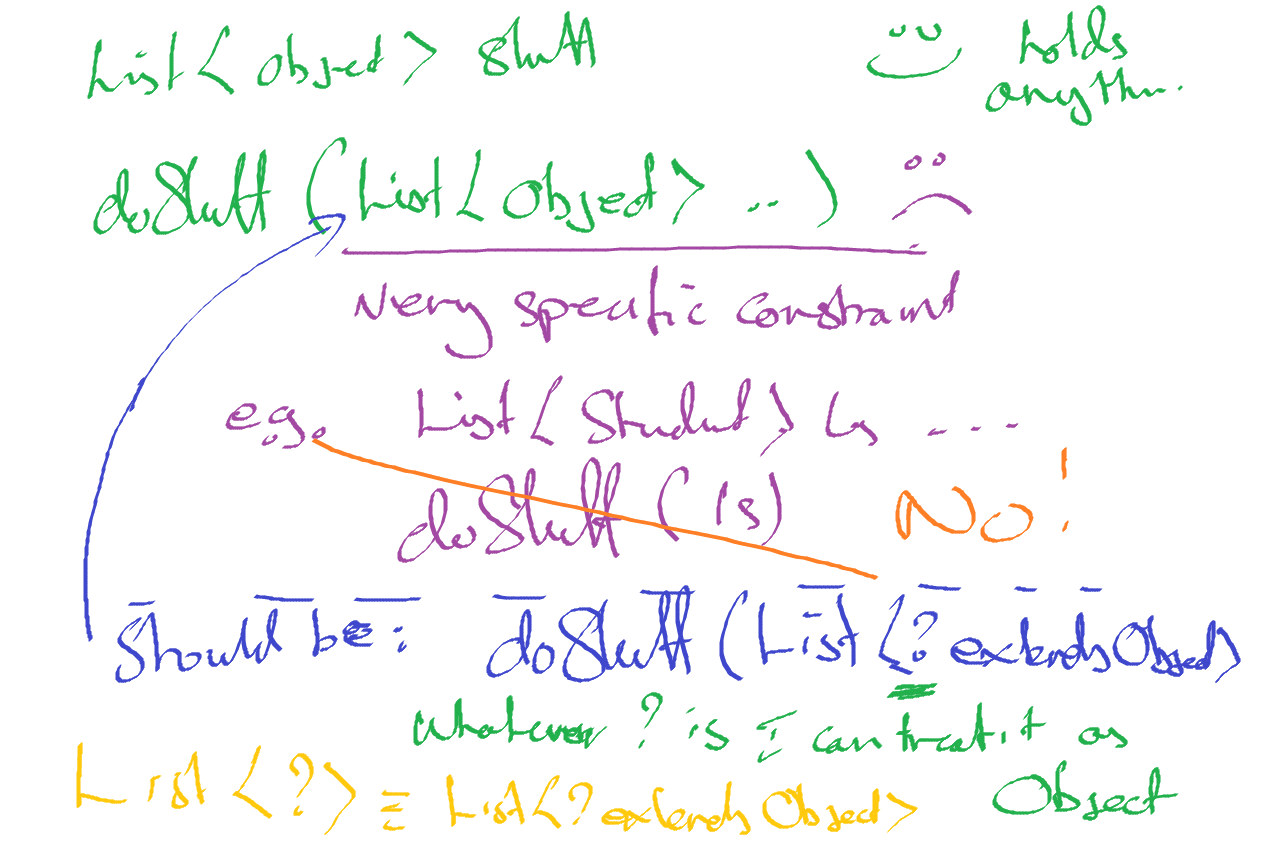 List<Object> stuff
holds
anyth...
doStuff (List<Object> ..)
Very specific constraint
e.g. List<Student> ls ----
doStuff (ls) No!
Should be: doStuff (List<? extends Object>
whatever ? is I can treat it as
Object
List<?> ≡ List<? extends Object>